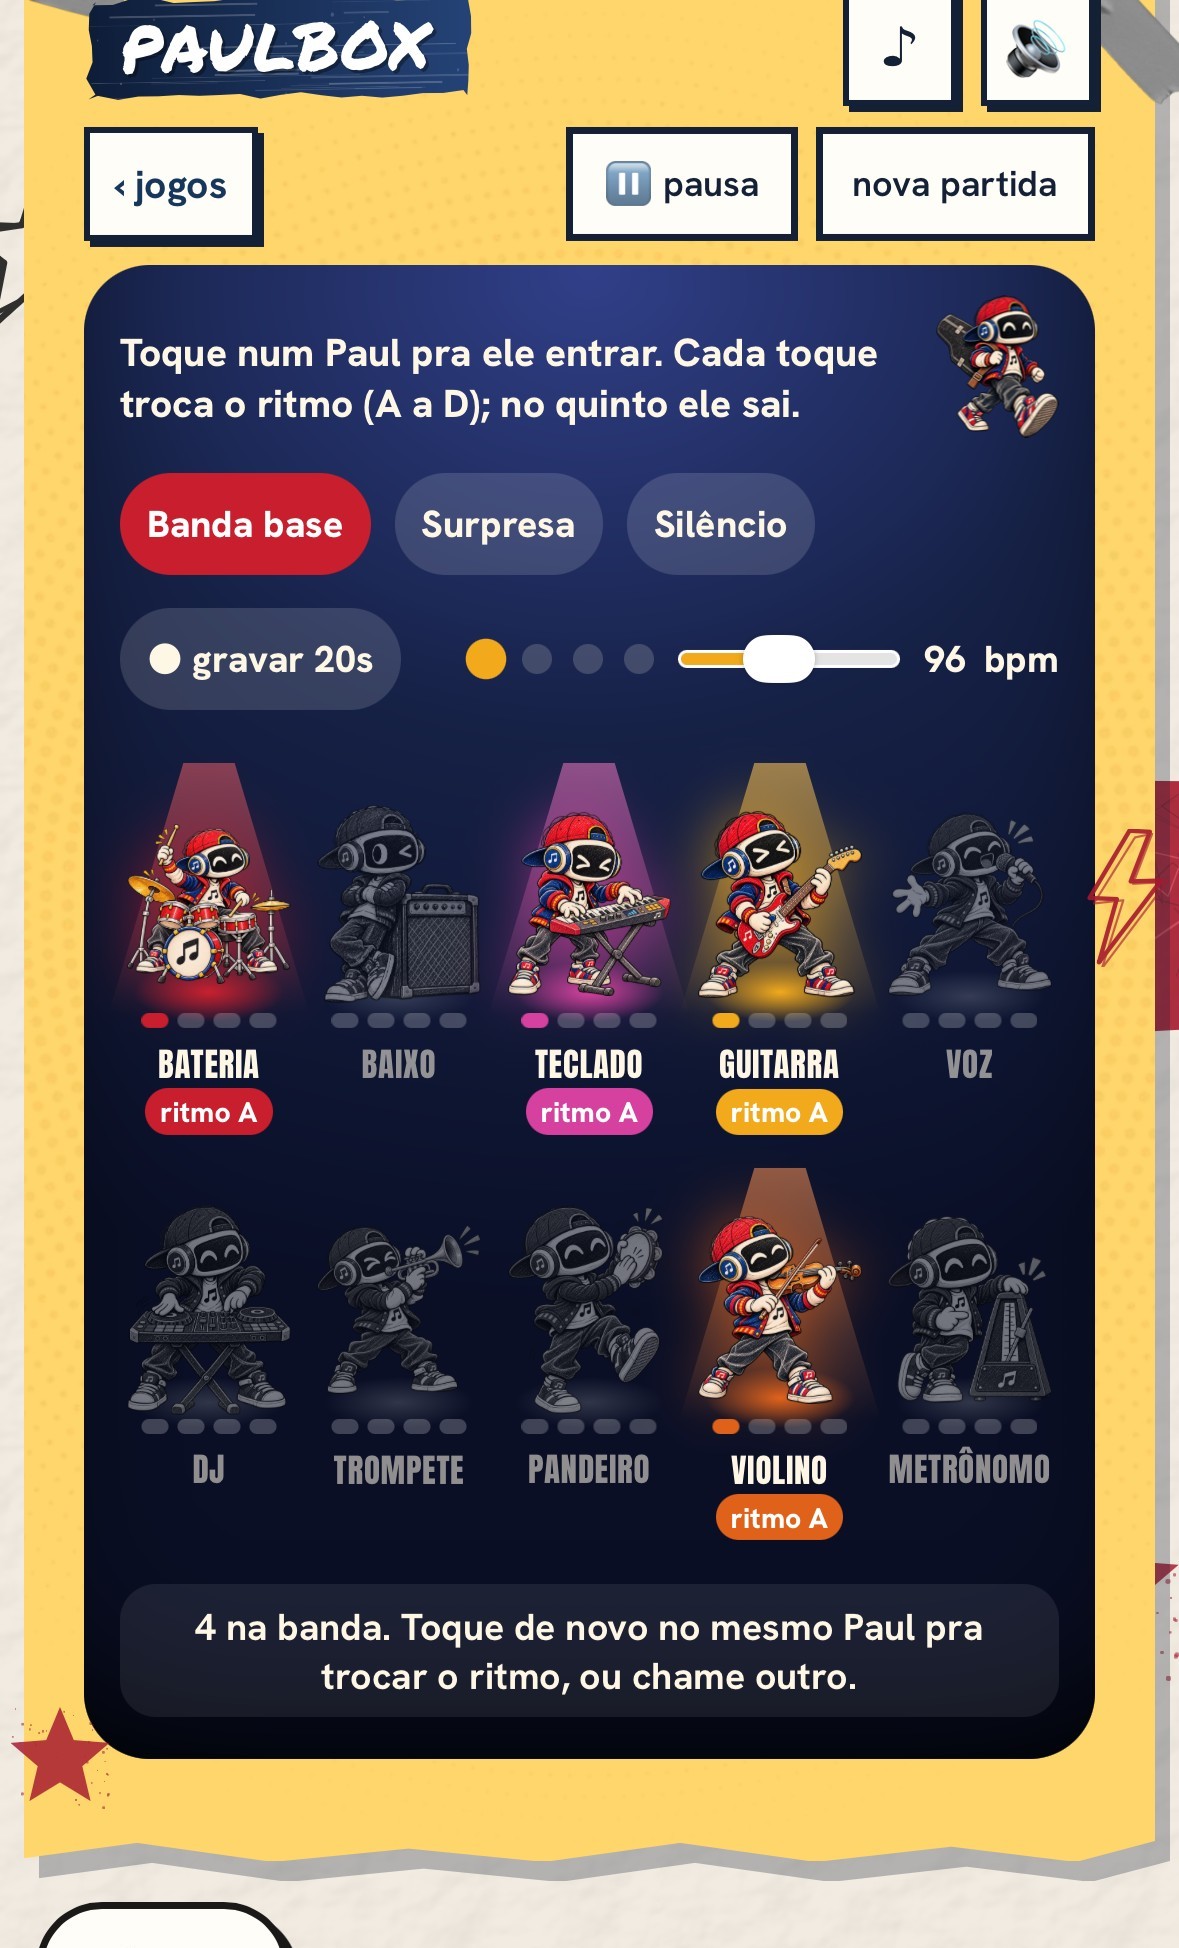 PAULBOX
‹ jogos
pausa
nova partida
Toque num Paul pra ele entrar. Cada toque
troca o ritmo (A a D); no quinto ele sai.
Banda base
Surpresa
Silêncio
gravar 20s
96 bpm
BATERIA
BAIXO
TECLADO
GUITARRA
VOZ
ritmo A
ritmo A
ritmo A
DJ
TROMPETE
PANDEIRO
VIOLINO
METRÔNOMO
ritmo A
4 na banda. Toque de novo no mesmo Paul pra
trocar o ritmo, ou chame outro.